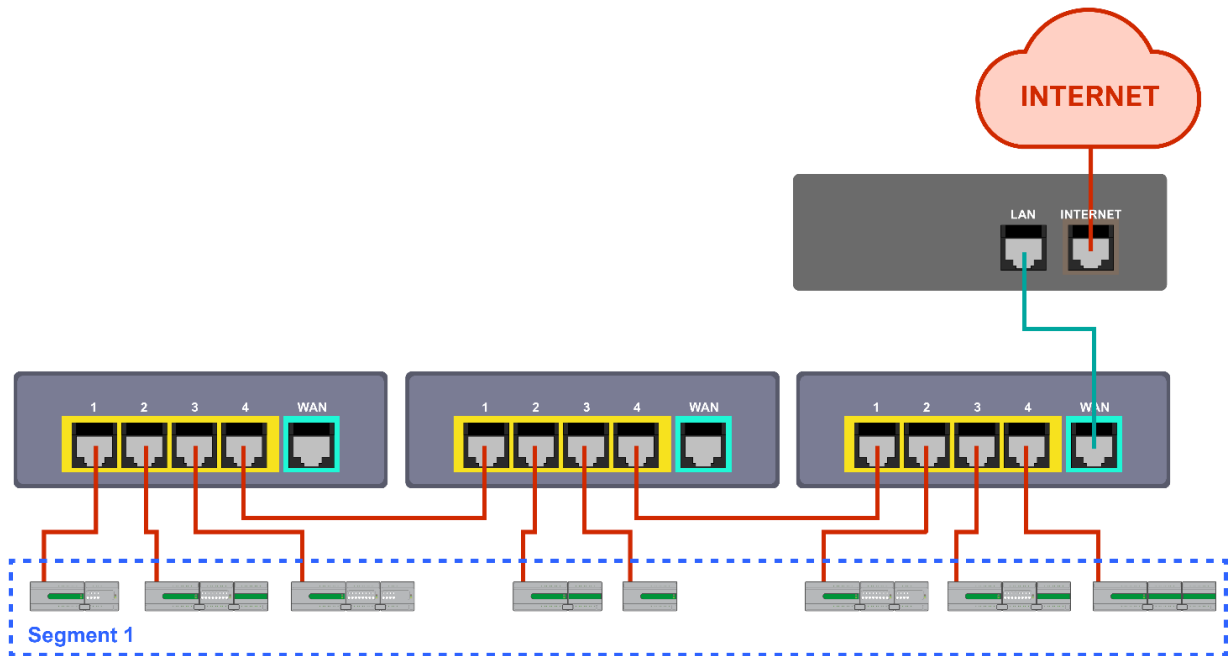 INTERNET
LAN INTERNET
1 2 3 4 WAN 1 2 3 4 WAN 1 2 3 4 WAN
Segment 1